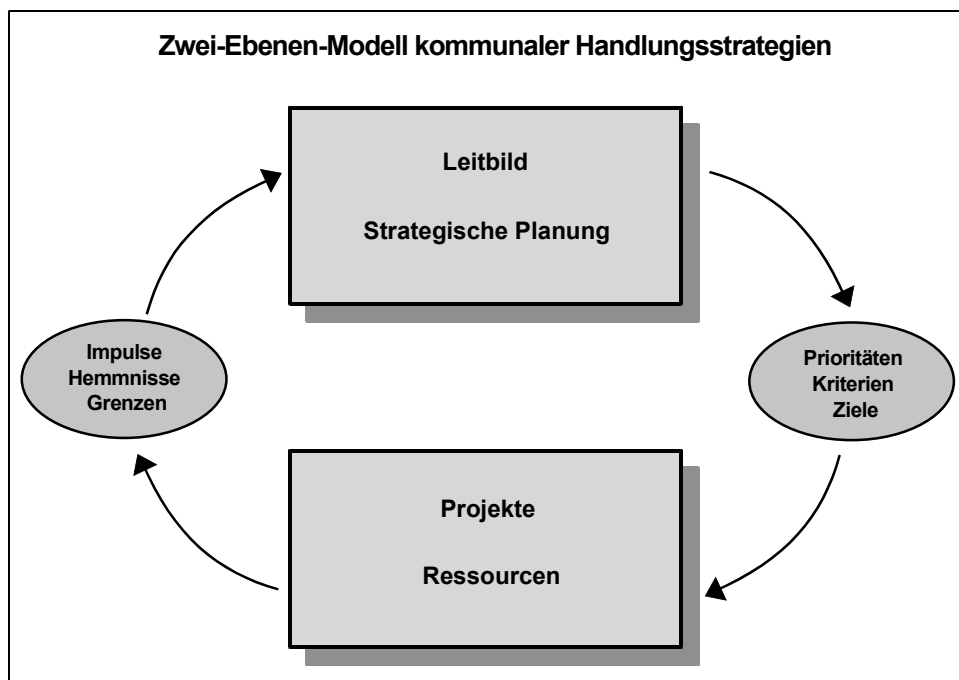 Zwei-Ebenen-Modell kommunaler Handlungsstrategien
Leitbild
Strategische Planung
Impulse
Hemmnisse
Grenzen
Prioritäten
Kriterien
Ziele
Projekte
Ressourcen